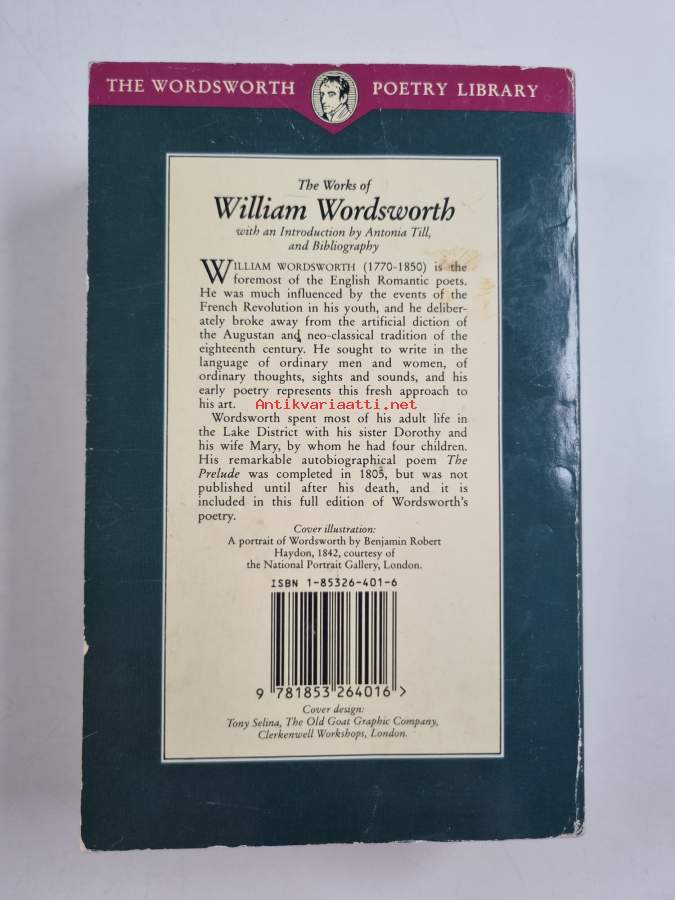 THE WORDSWORTH POETRY LIBRARY
The Works of
William Wordsworth
with an Introduction by Antonia Till,
and Bibliography
WILLIAM WORDSWORTH (1770-1850) is the
foremost of the English Romantic poets.
He was much influenced by the events of the
French Revolution in his youth, and he deliber-
ately broke away from the artificial diction of
the Augustan and neo-classical tradition of the
eighteenth century. He sought to write in the
language of ordinary men and women, of
ordinary thoughts, sights and sounds, and his
early poetry represents this fresh approach to
his art.
Antikvariaatti.net
Wordsworth spent most of his adult life in
the Lake District with his sister Dorothy and
his wife Mary, by whom he had four children.
His remarkable autobiographical poem The
Prelude was completed in 1805, but was not
published until after his death, and it is
included in this full edition of Wordsworth's
poetry.
Cover illustration:
A portrait of Wordsworth by Benjamin Robert
Haydon, 1842, courtesy of
the National Portrait Gallery, London.
ISBN 1-85326-401-6
9 781853 264016 >
Cover design:
Tony Selina, The Old Goat Graphic Company,
Clerkenwell Workshops, London.